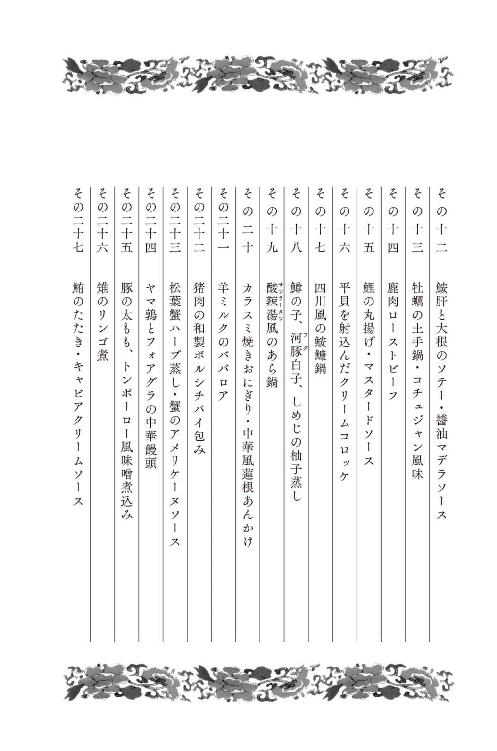 その十二　鮟肝と大根のソテー・醬油マデラソース
その十三　牡蠣の土手鍋・コチュジャン風味
その十四　鹿肉ローストビーフ
その十五　鯉の丸揚げ・マスタードソース
その十六　平貝を射込んだクリームコロッケ
その十七　四川風の鮟鱇鍋
その十八　鱒の子、河豚白子、しめじの柚子蒸し
フグ
その十九　酸辣湯風のあら鍋
サンラータン
その二十　カラスミ焼きおにぎり・中華風蓮根あんかけ
その二十一　羊ミルクのババロア
その二十二　猪肉の和製ボルシチパイ包み
その二十三　松葉蟹ハーブ蒸し・蟹のアメリケーヌソース
その二十四　ヤマ鶉とフォアグラの中華饅頭
その二十五　豚の太もも、トンポーロー風味噌煮込み
その二十六　雉のリンゴ煮
その二十七　鮪のたたき・キャビアクリームソース